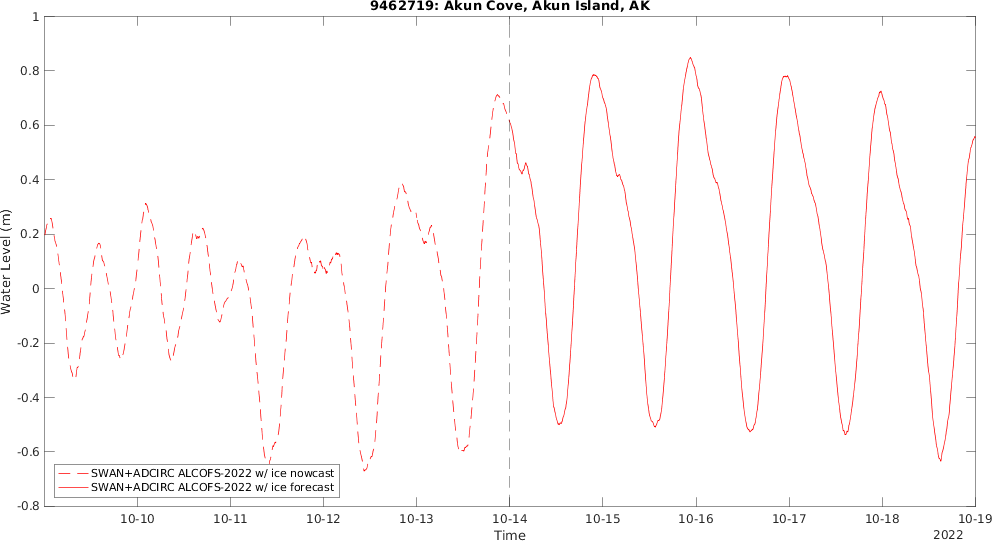 9462719: Akun Cove, Akun Island, AK
1
0.8
0.6
0.4
0.2
0
-0.2
-0.4
-0.6
-0.8
Water Level (m)
SWAN+ADCIRC ALCOFS-2022 w/ ice nowcast
SWAN+ADCIRC ALCOFS-2022 w/ ice forecast
10-10 10-11 10-12 10-13 10-14 10-15 10-16 10-17 10-18 10-19
Time
2022